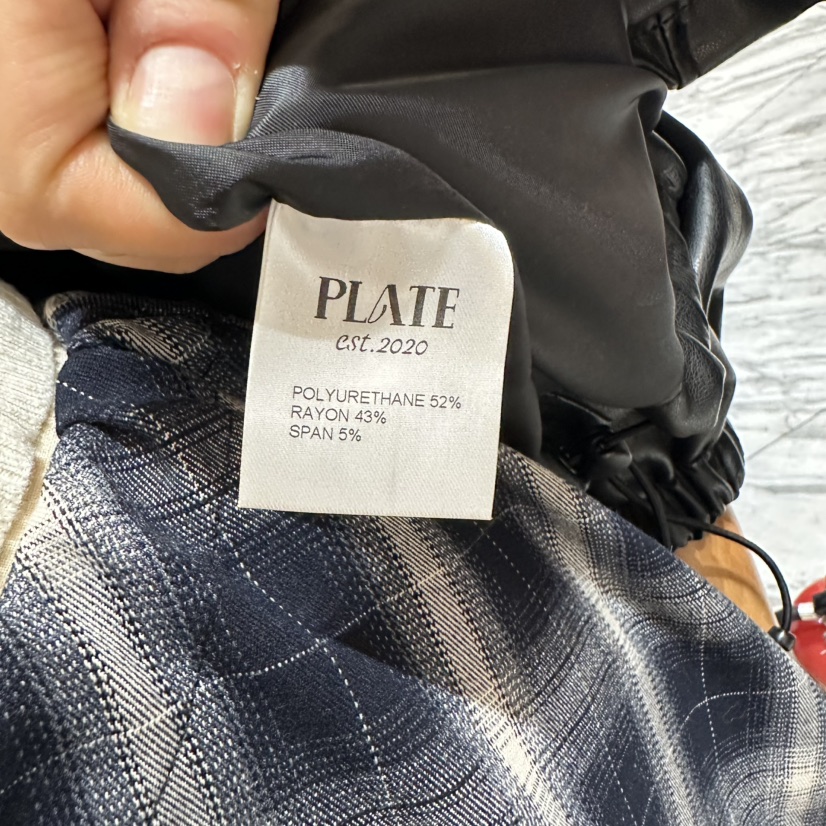 PLATE
est.2020
POLYURETHANE 52%
RAYON 43%
SPAN 5%